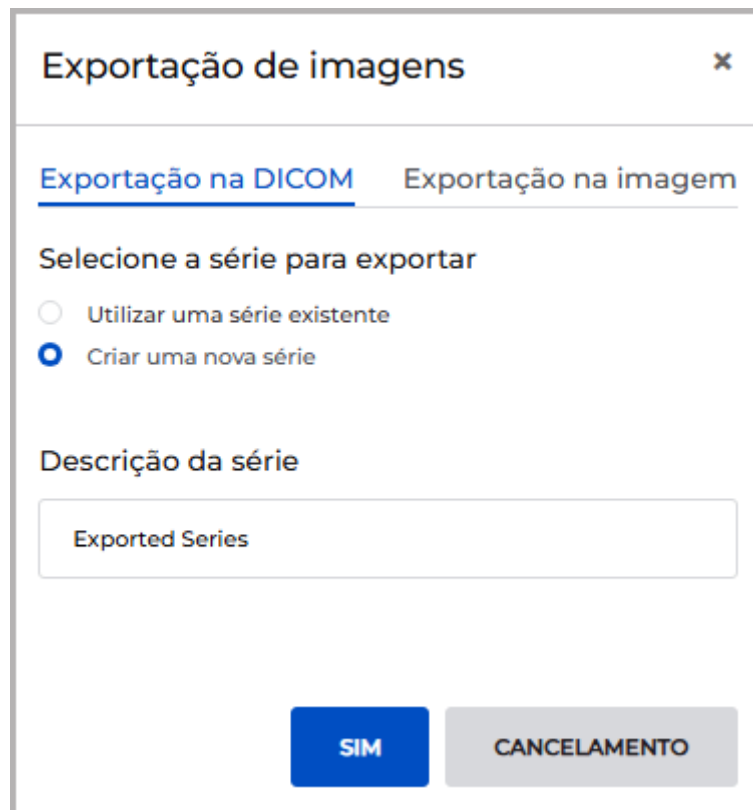 Exportação de imagens ×
Exportação na DICOM Exportação na imagem
Selecione a série para exportar
Utilizar uma série existente
Criar uma nova série
Descrição da série
Exported Series
SIM CANCELAMENTO